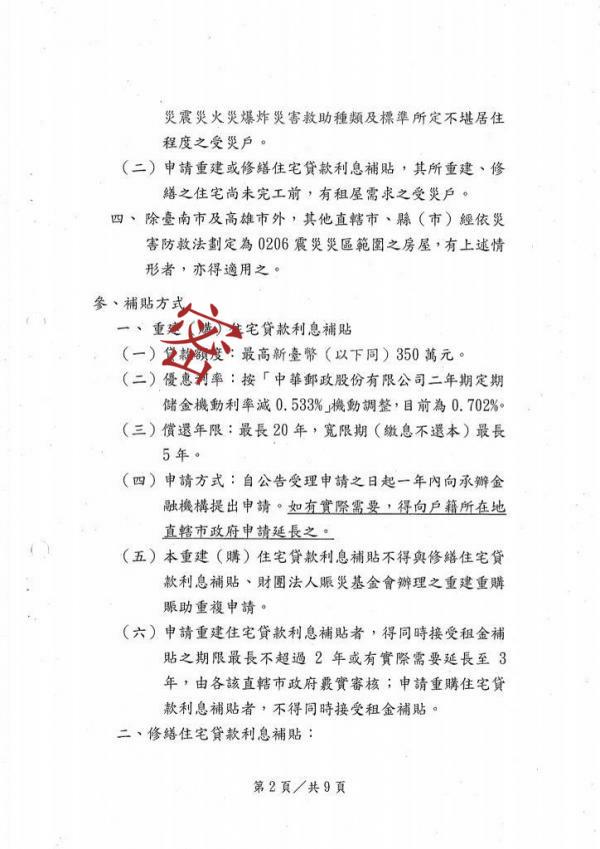 災震災火災爆炸災害救助種類及標準所定不堪居住
程度之受災戶。
（二）申請重建或修繕住宅貸款利息補貼，其所重建、修
繕之住宅尚未完工前，有租屋需求之受災戶。
四、除臺南市及高雄市外，其他直轄市、縣（市）經依災
害防救法劃定為0206震災災區範圍之房屋，有上述情
形者，亦得適用之。
參、補貼方式
一、重建（購）住宅貸款利息補貼
（一）貸款額度：最高新臺幣（以下同）350萬元。
（二）優惠利率：按「中華郵政股份有限公司二年期定期
儲金機動利率減0.533%」機動調整，目前為0.702%。
（三）償還年限：最長20年，寬限期（繳息不還本）最長
5年。
（四）申請方式：自公告受理申請之日起一年內向承辦金
融機構提出申請。如有實際需要，得向戶籍所在地
直轄市政府申請延長之。
（五）本重建（購）住宅貸款利息補貼不得與修繕住宅貸
款利息補貼、財團法人賑災基金會辦理之重建重購
賑助重複申請。
（六）申請重建住宅貸款利息補貼者，得同時接受租金補
貼之期限最長不超過2年或有實際需要延長至3
年，由各該直轄市政府覈實審核；申請重購住宅貸
款利息補貼者，不得同時接受租金補貼。
二、修繕住宅貸款利息補貼：
第2頁／共9頁
密